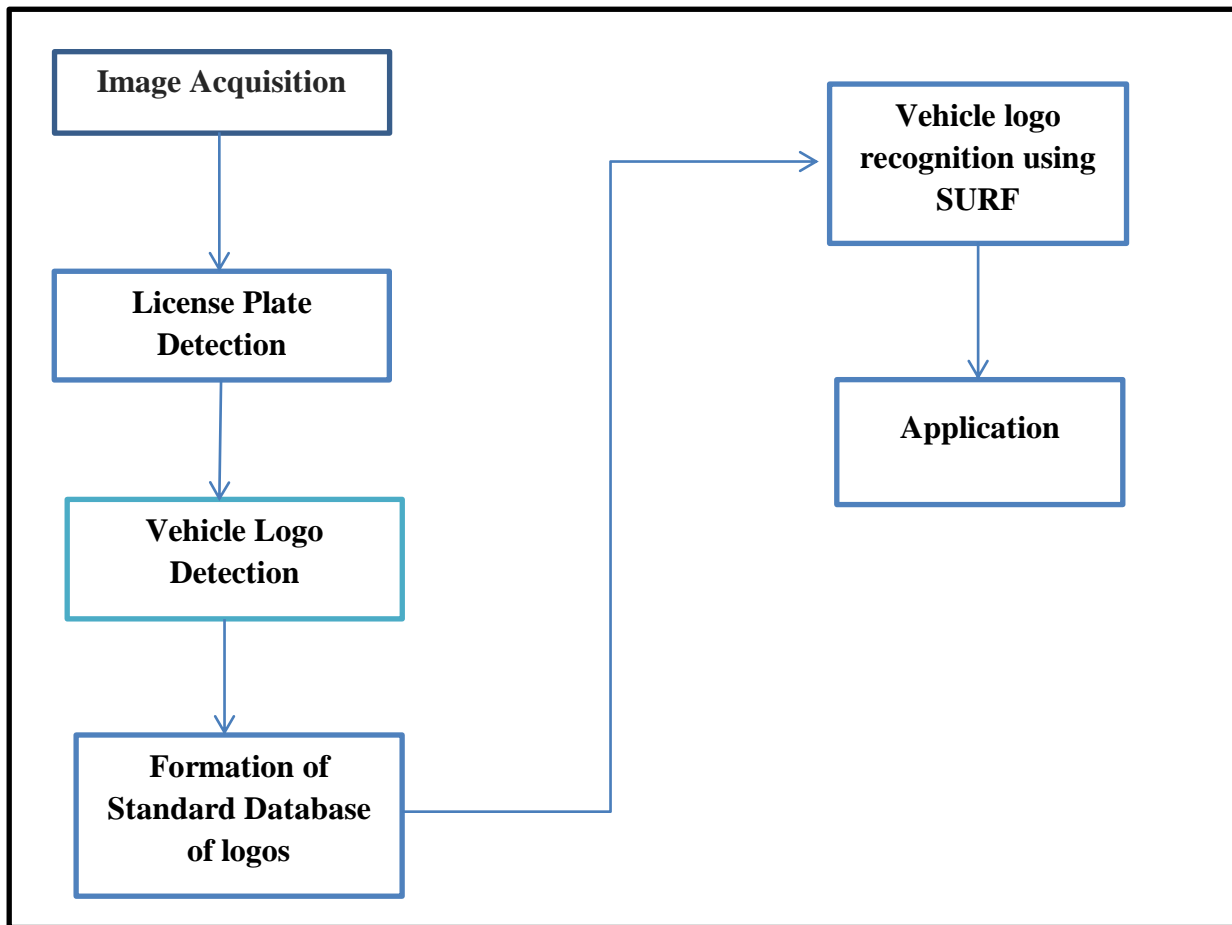 Image Acquisition
License Plate
Detection
Vehicle Logo
Detection
Formation of
Standard Database
of logos
Vehicle logo
recognition using
SURF
Application